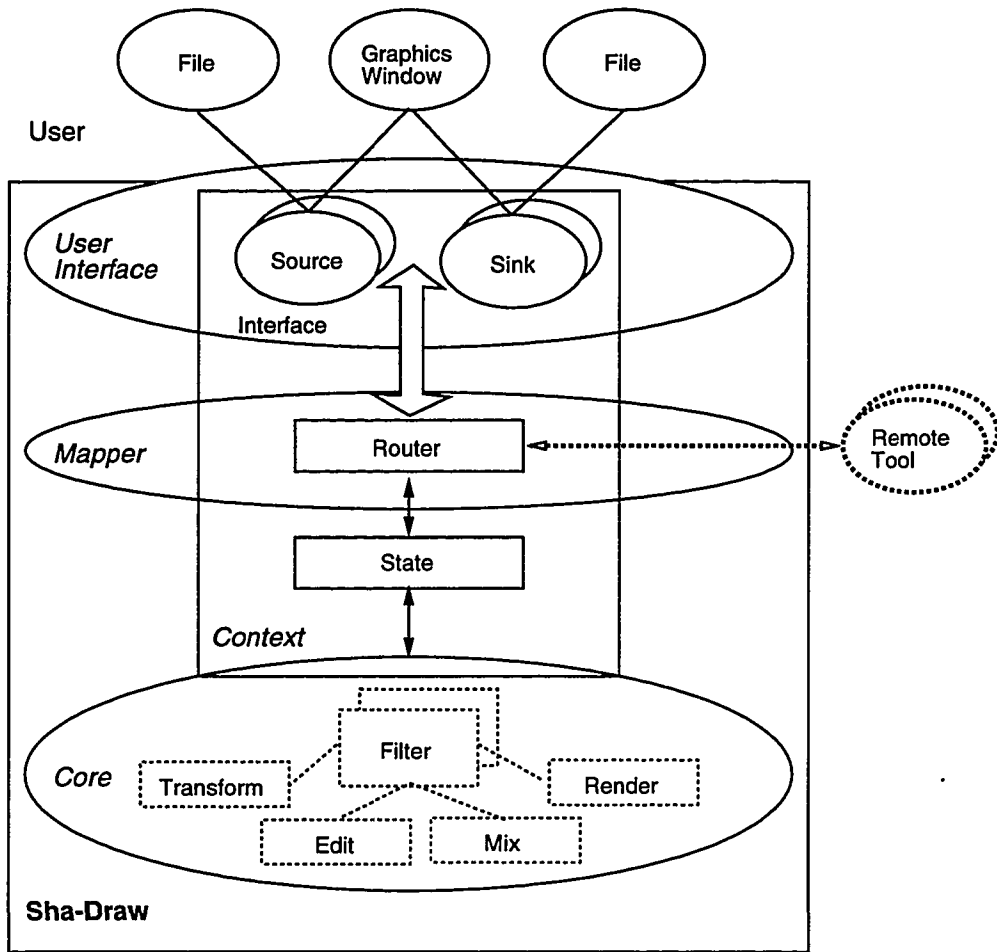 File
Graphics
Window
File
User
User
Interface
Source
Sink
Interface
Mapper
Router
Remote
Tool
State
Context
Core
Filter
Transform
Render
Edit
Mix
Sha-Draw